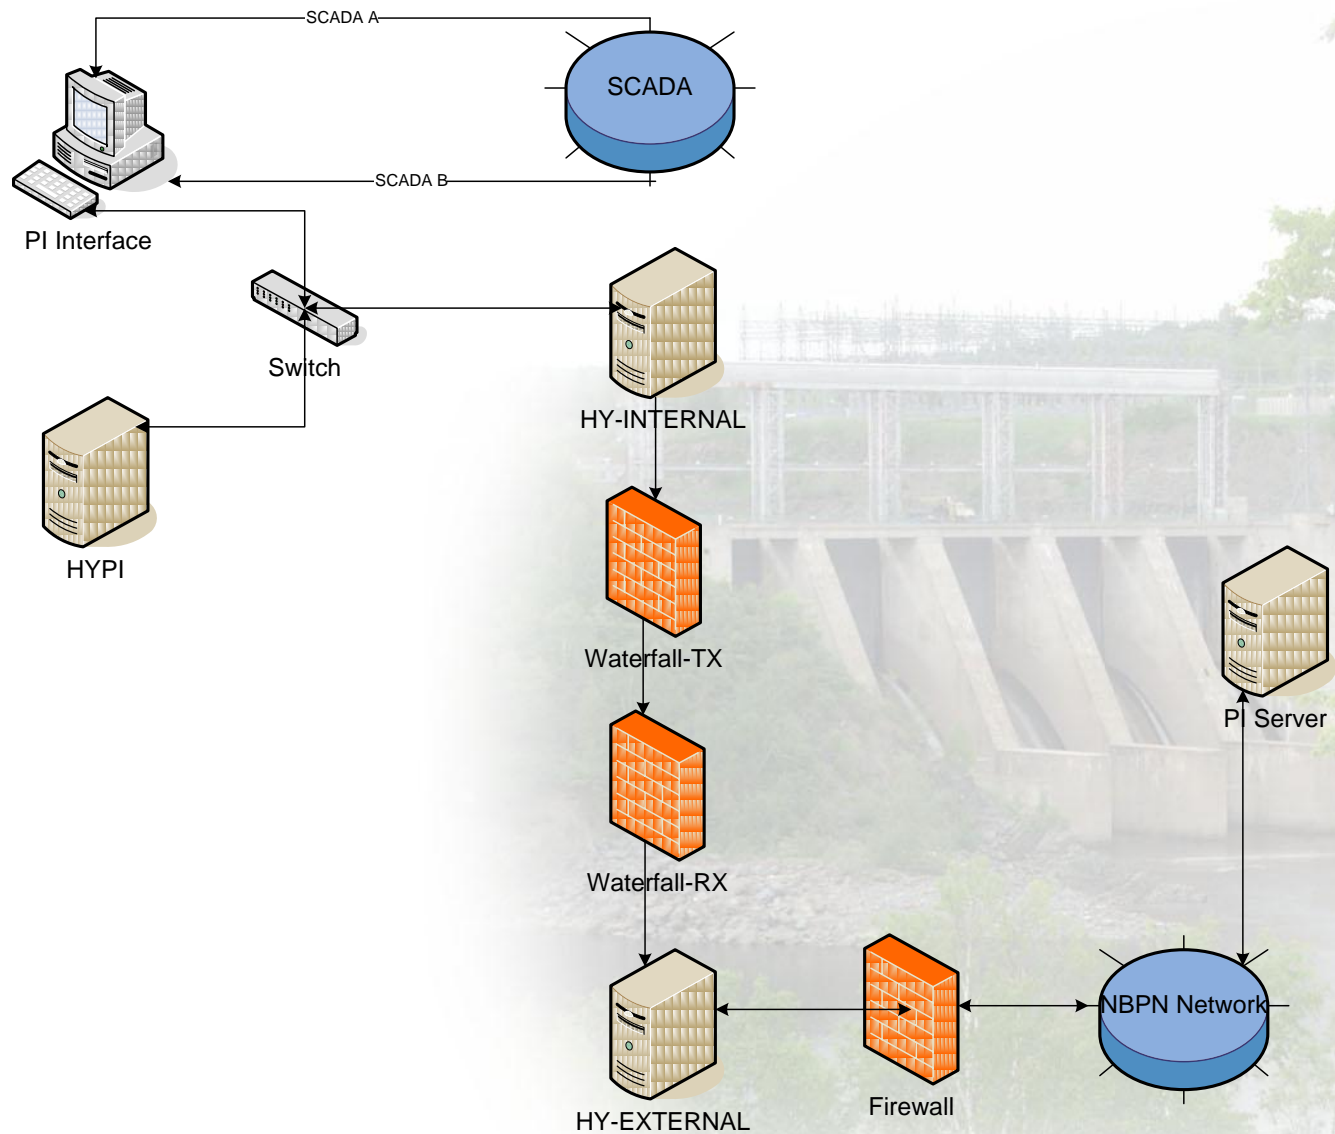 SCADA A
SCADA
SCADA B
PI Interface
Switch
HY-INTERNAL
HYPI
Waterfall-TX
PI Server
Waterfall-RX
NBPN Network
Firewall
HY-EXTERNAL